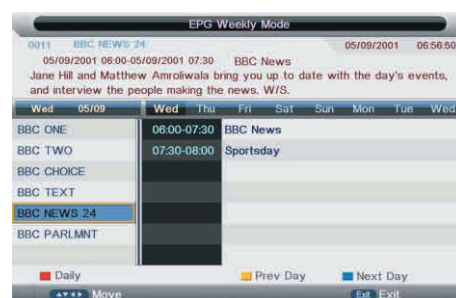 EPG Weekly Mode
0011 BBC NEWS 24 05/09/2001 06:56:50
05/09/2001 06:00-05/09/2001 07:30 BBC News
Jane Hill and Matthew Amroliwala bring you up to date with the day's events,
and interview the people making the news. W/S.
Wed 05/09 Wed Thu Fri Sat Sun Mon Tue Wed
BBC ONE 06:00-07:30 BBC News
BBC TWO 07:30-08:00 Sportsday
BBC CHOICE
BBC TEXT
BBC NEWS 24
BBC PARLMNT
Daily Prev Day Next Day
Move Exit Exit